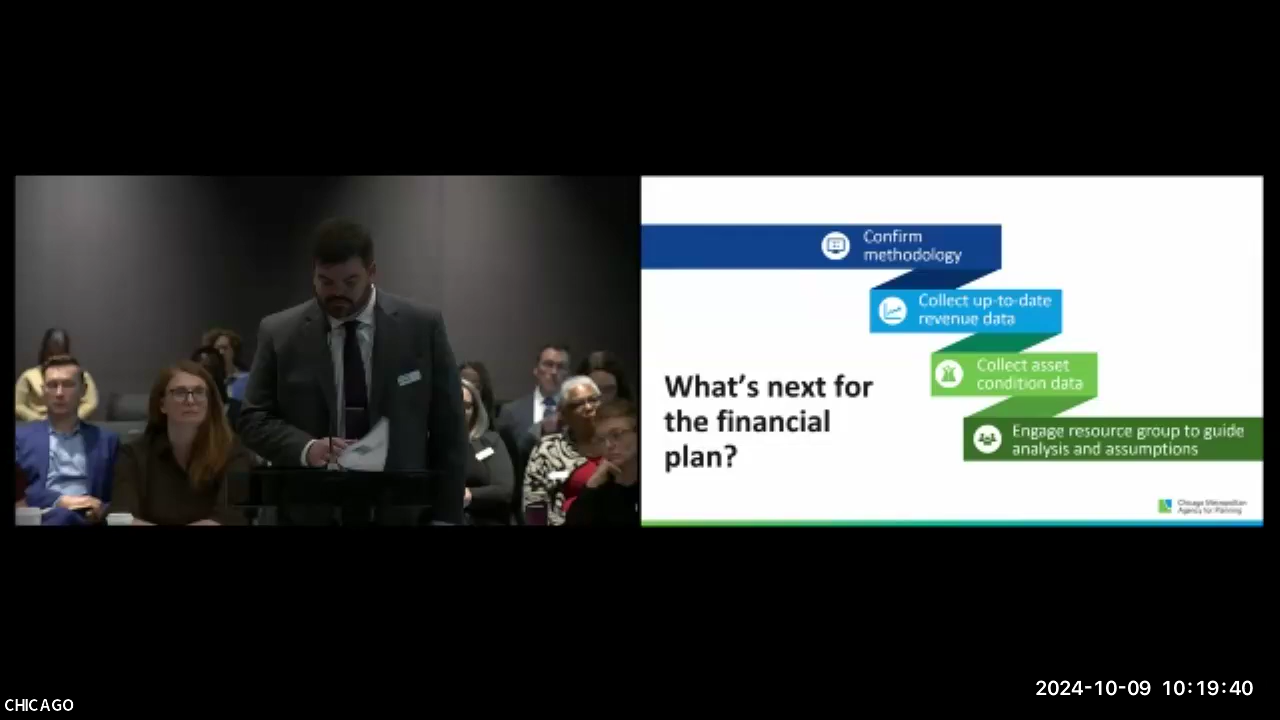 Confirm
methodology
Collect up-to-date
revenue data
Collect asset
condition data
What's next for
the financial
plan?
Engage resource group to guide
analysis and assumptions
Chicago Metropolitan
Agency for Planning
2024-10-09 10:19:40
CHICAGO